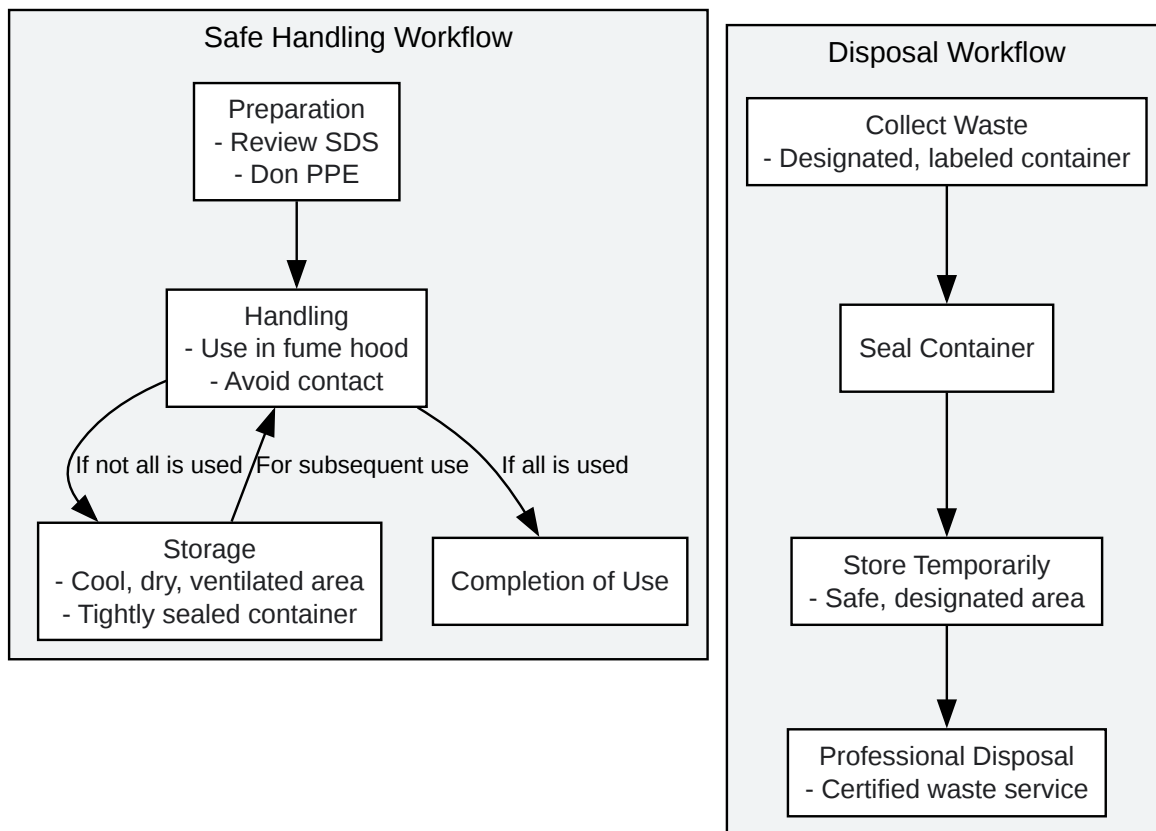 Safe Handling Workflow
Preparation
- Review SDS
- Don PPE
Handling
- Use in fume hood
- Avoid contact
If not all is used
For subsequent use
If all is used
Storage
- Cool, dry, ventilated area
- Tightly sealed container
Completion of Use
Disposal Workflow
Collect Waste
- Designated, labeled container
Seal Container
Store Temporarily
- Safe, designated area
Professional Disposal
- Certified waste service